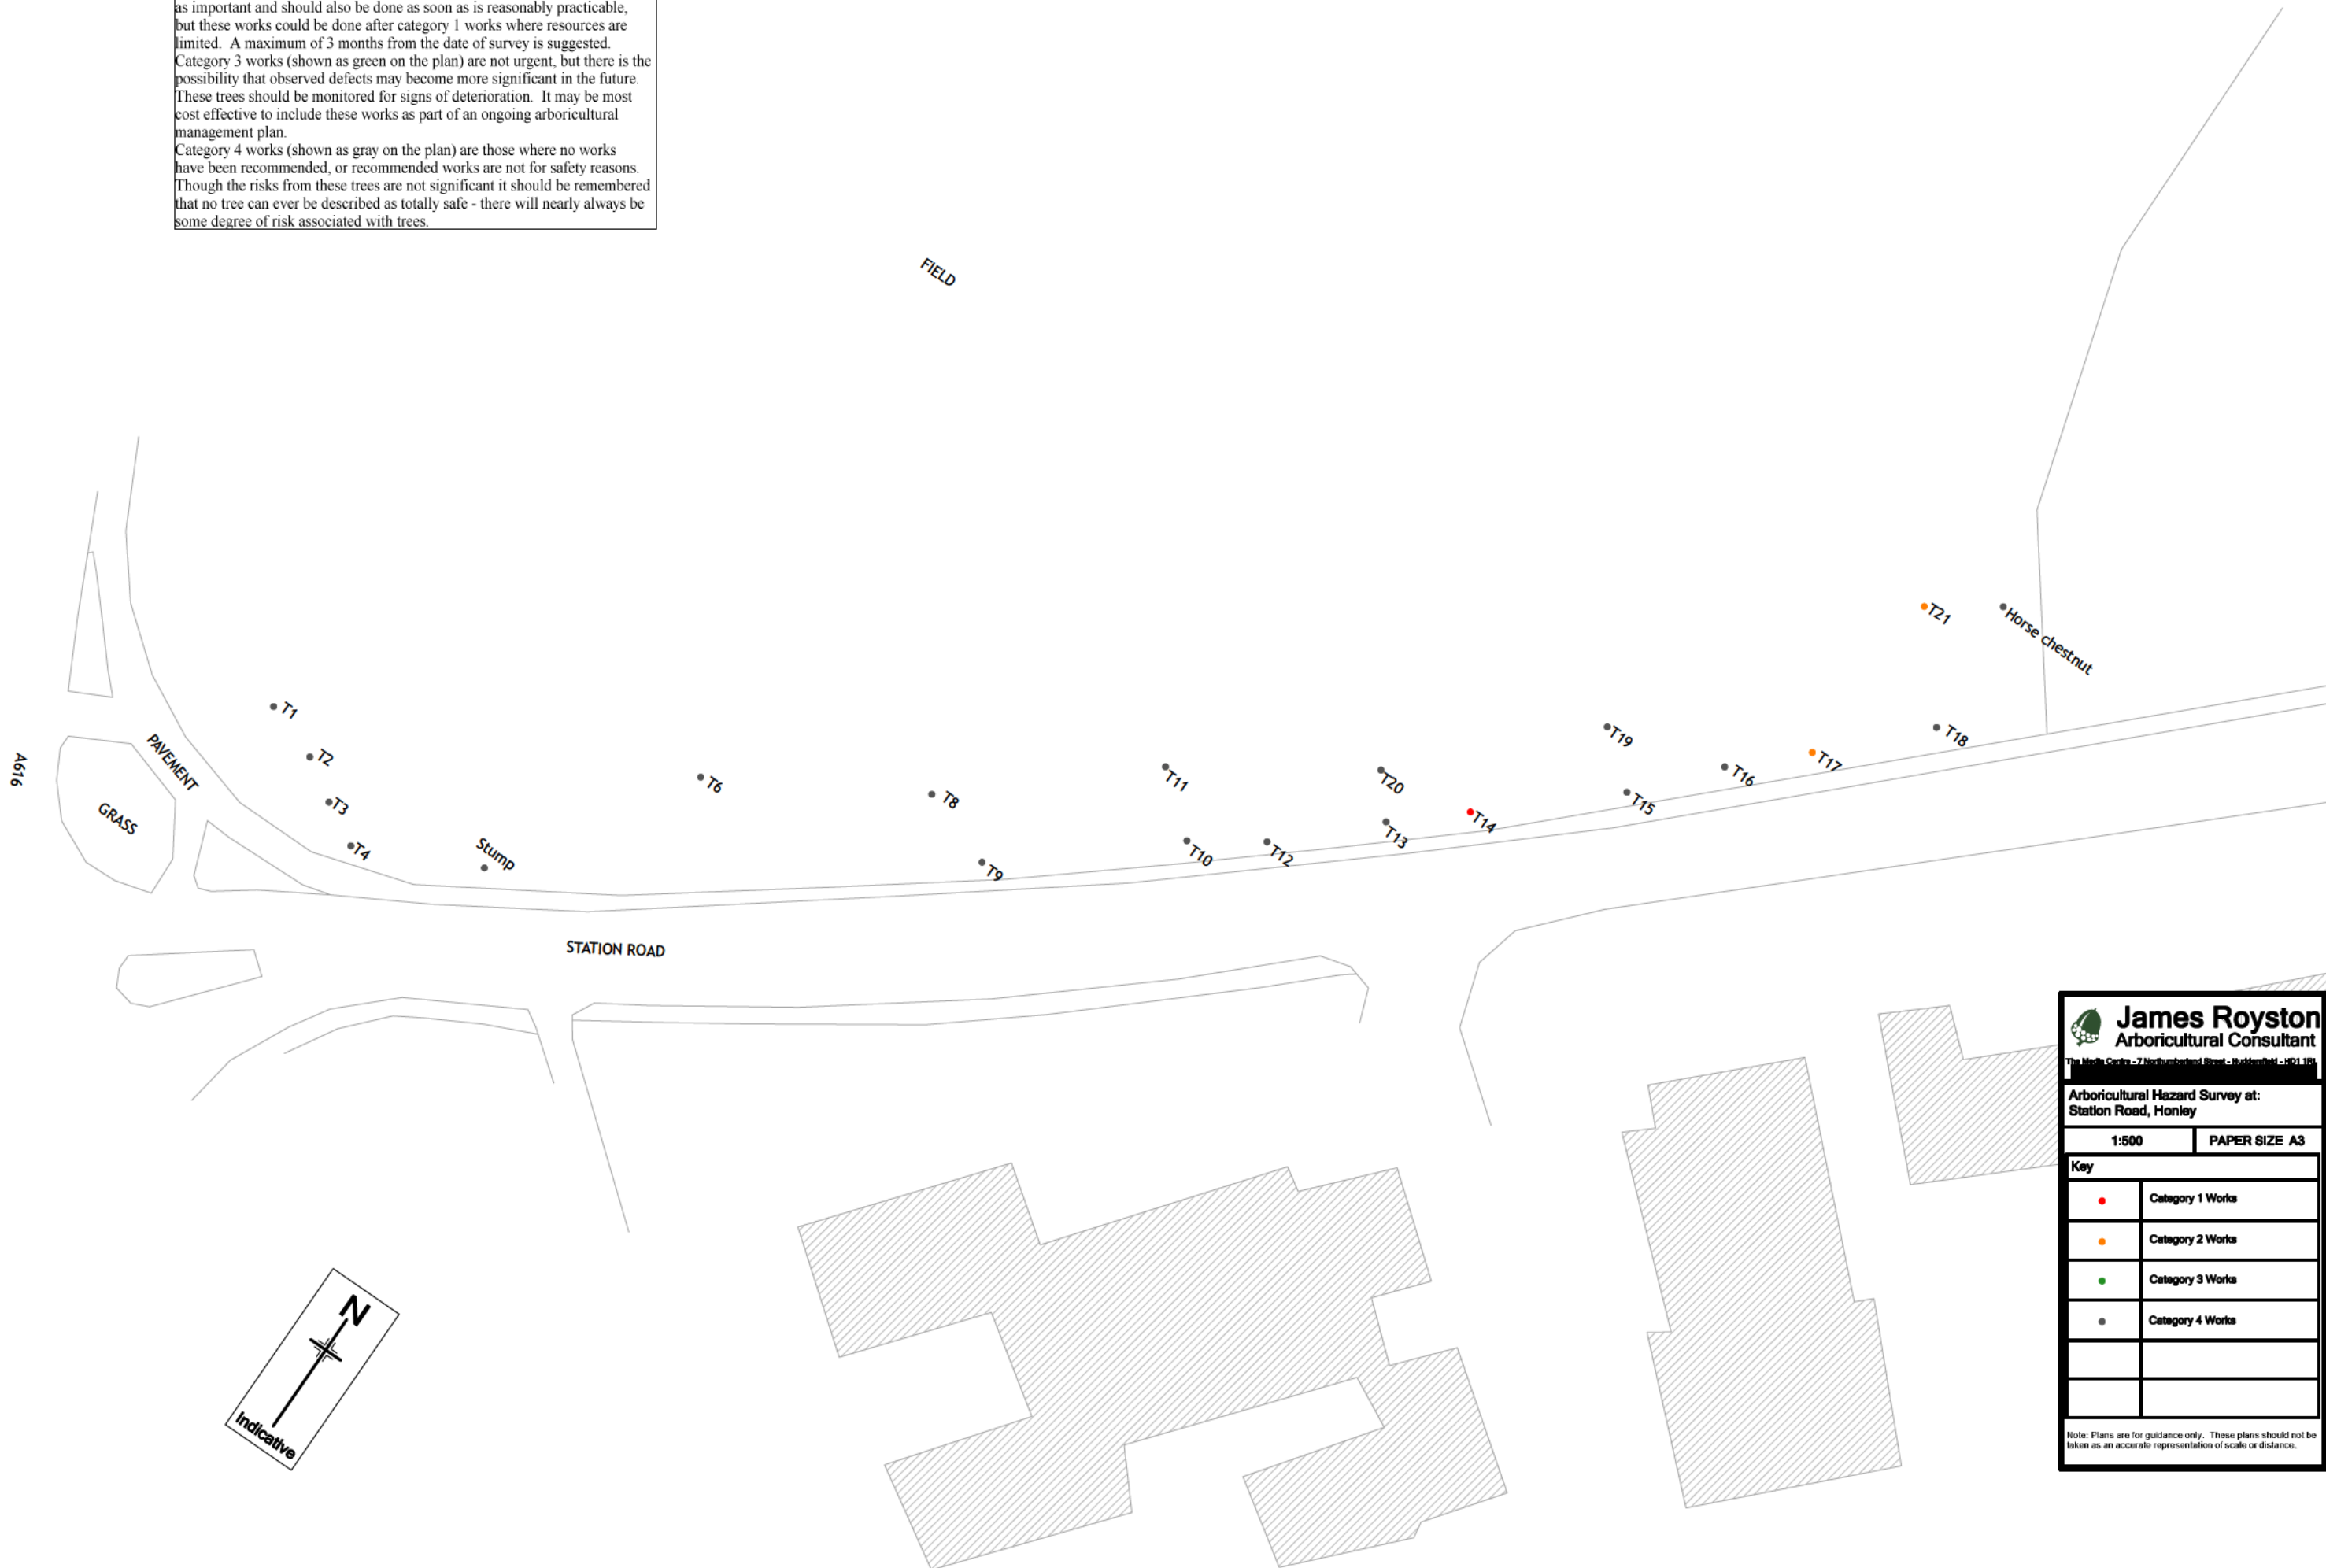 as important and should also be done as soon as is reasonably practicable,
but these works could be done after category 1 works where resources are
limited.  A maximum of 3 months from the date of survey is suggested.
Category 3 works (shown as green on the plan) are not urgent, but there is the
possibility that observed defects may become more significant in the future.
These trees should be monitored for signs of deterioration.  It may be most
cost effective to include these works as part of an ongoing arboricultural
management plan.
Category 4 works (shown as gray on the plan) are those where no works
have been recommended, or recommended works are not for safety reasons.
Though the risks from these trees are not significant it should be remembered
that no tree can ever be described as totally safe - there will nearly always be
some degree of risk associated with trees.
FIELD
T21
Horse chestnut
T1
T2
T3
T4
Stump
T6
T8
T9
T11
T10
T12
T20
T13
T14
T19
T15
T16
T17
T18
A616
PAVEMENT
GRASS
STATION ROAD
N
Indicative
James Royston
Arboricultural Consultant
The Media Centre - 7 Northumberland Street - Huddersfield - HD1 1RL
Arboricultural Hazard Survey at:
Station Road, Honley
1:500
PAPER SIZE A3
Key
Category 1 Works
Category 2 Works
Category 3 Works
Category 4 Works
Note: Plans are for guidance only.  These plans should not be
taken as an accurate representation of scale or distance.